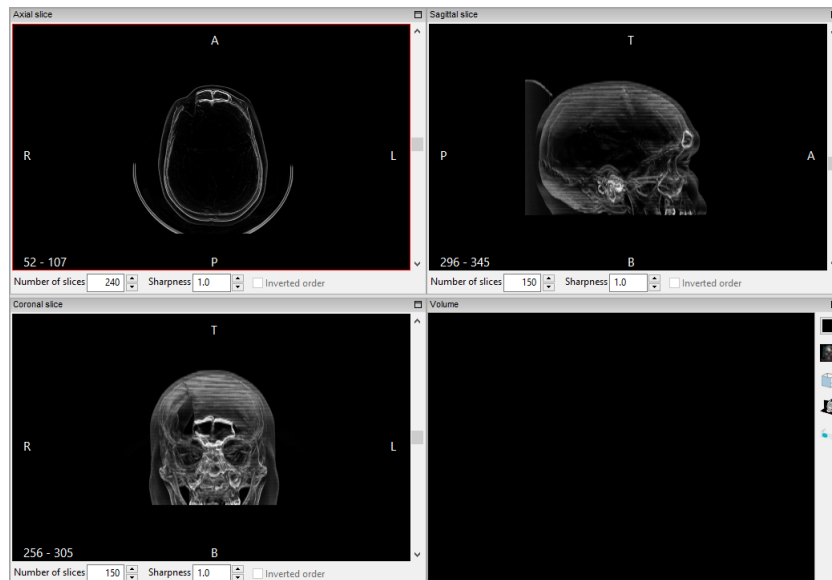 Axial slice
A
R
L
52 - 107
P
Number of slices 240 Sharpness 1.0 Inverted order
Sagittal slice
T
P
A
296 - 345
B
Number of slices 150 Sharpness 1.0 Inverted order
Coronal slice
T
R
L
256 - 305
B
Number of slices 150 Sharpness 1.0 Inverted order
Volume